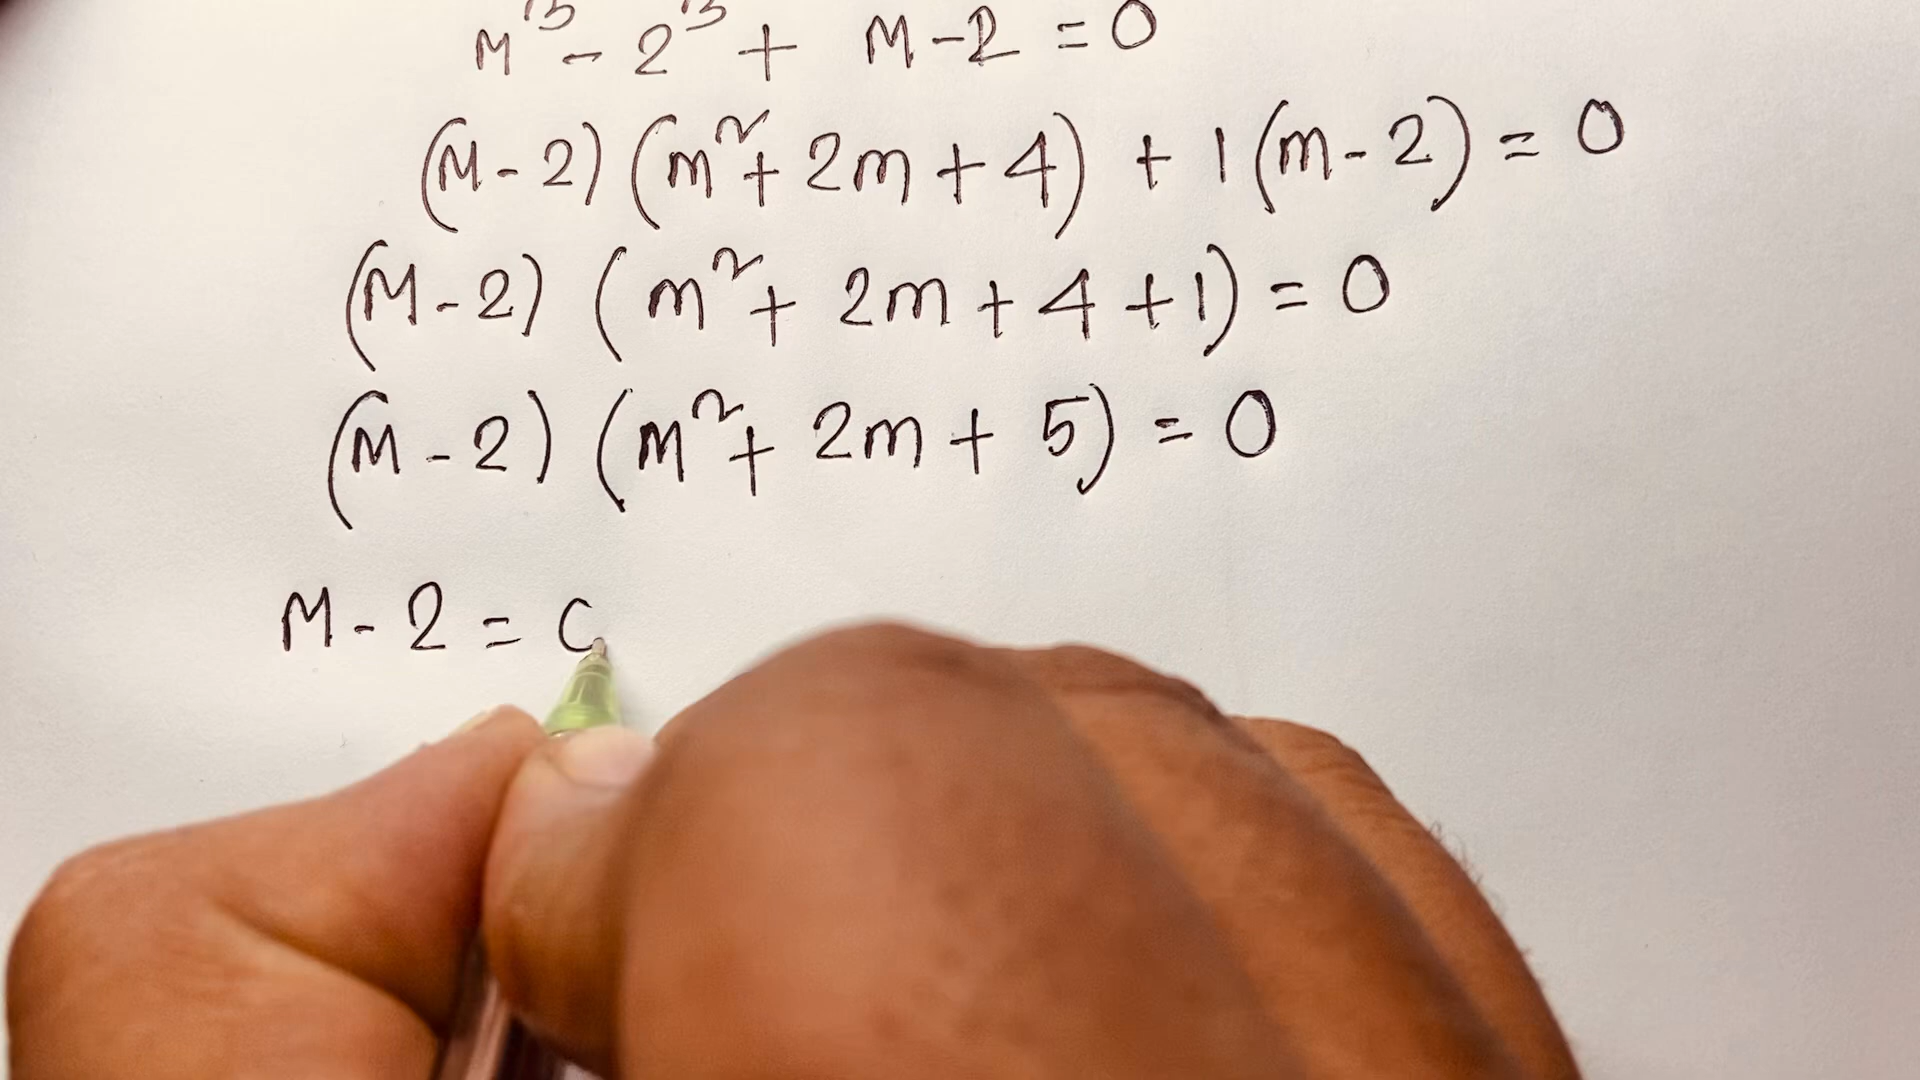 M³ - 2³ + M - 2 = 0
(M - 2) (m² + 2m + 4) + 1 (m - 2) = 0
(M - 2) (m² + 2m + 4 + 1) = 0
(M - 2) (m² + 2m + 5) = 0
M - 2 =